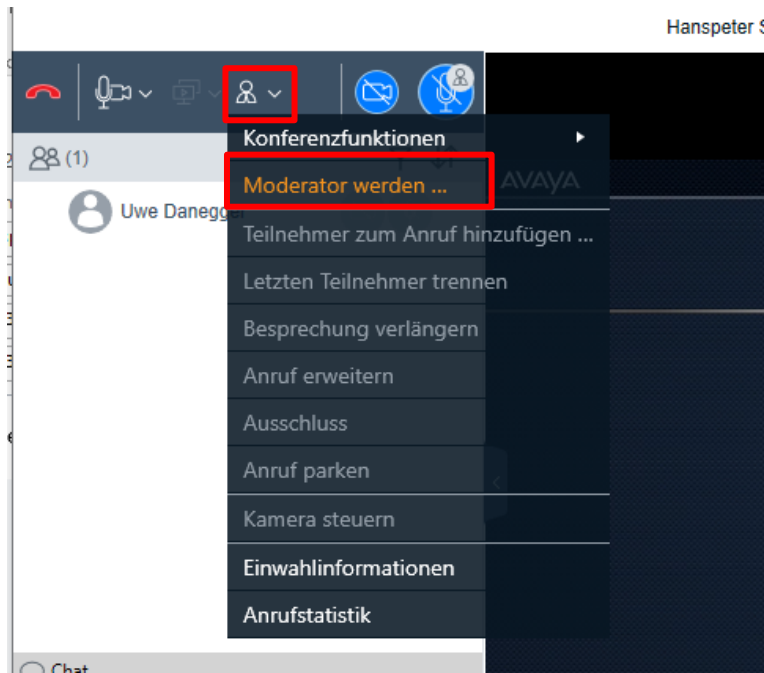 Hanspeter S
(1)
Konferenzfunktionen
Moderator werden ...
AVAYA
Uwe Danegger
Teilnehmer zum Anruf hinzufügen ...
Letzten Teilnehmer trennen
Besprechung verlängern
Anruf erweitern
Ausschluss
Anruf parken
Kamera steuern
Einwahlinformationen
Anrufstatistik
Chat